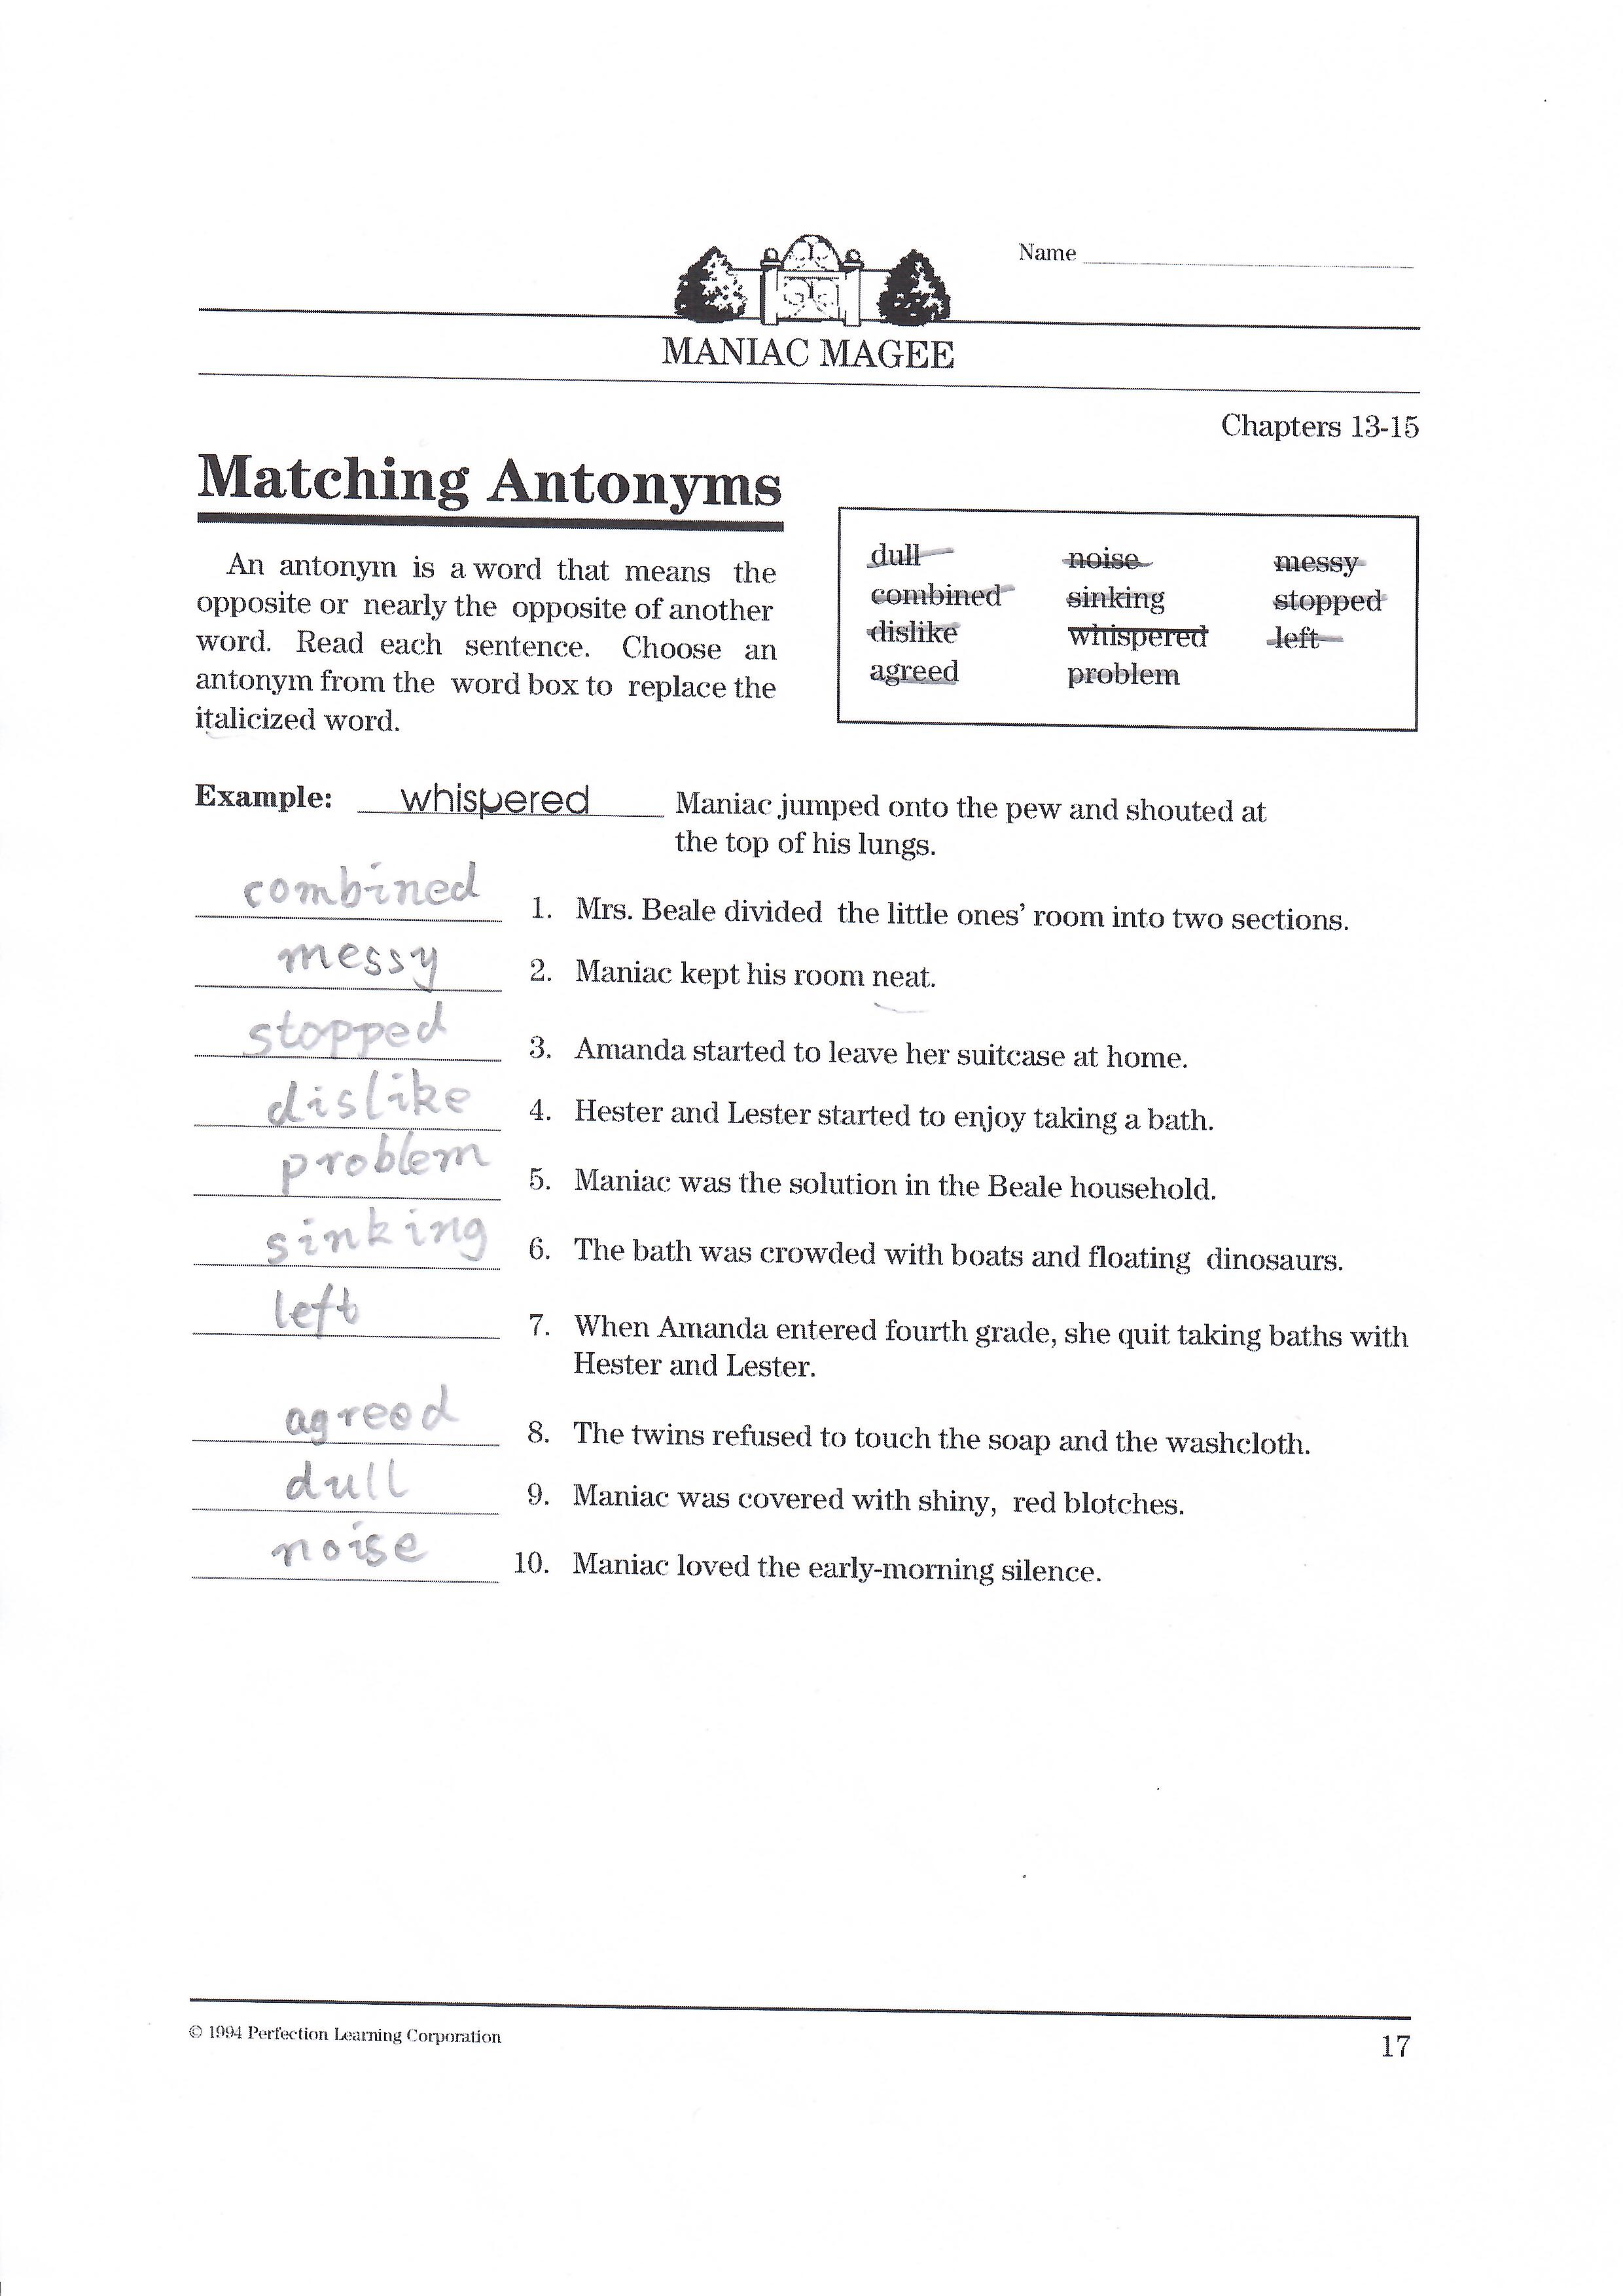 Name
MANIAC MAGEE
Chapters 13-15
Matching Antonyms
An antonym is a word that means the
opposite or nearly the opposite of another
word. Read each sentence. Choose an
antonym from the word box to replace the
italicized word.
dull noise messy
combined sinking stopped
dislike whispered left
agreed problem
Example: whispered Maniac jumped onto the pew and shouted at
the top of his lungs.
combined 1. Mrs. Beale divided the little ones' room into two sections.
messy 2. Maniac kept his room neat.
stopped 3. Amanda started to leave her suitcase at home.
dislike 4. Hester and Lester started to enjoy taking a bath.
problem 5. Maniac was the solution in the Beale household.
sinking 6. The bath was crowded with boats and floating dinosaurs.
left 7. When Amanda entered fourth grade, she quit taking baths with
Hester and Lester.
agreed 8. The twins refused to touch the soap and the washcloth.
dull 9. Maniac was covered with shiny, red blotches.
noise 10. Maniac loved the early-morning silence.
© 1994 Perfection Learning Corporation
17